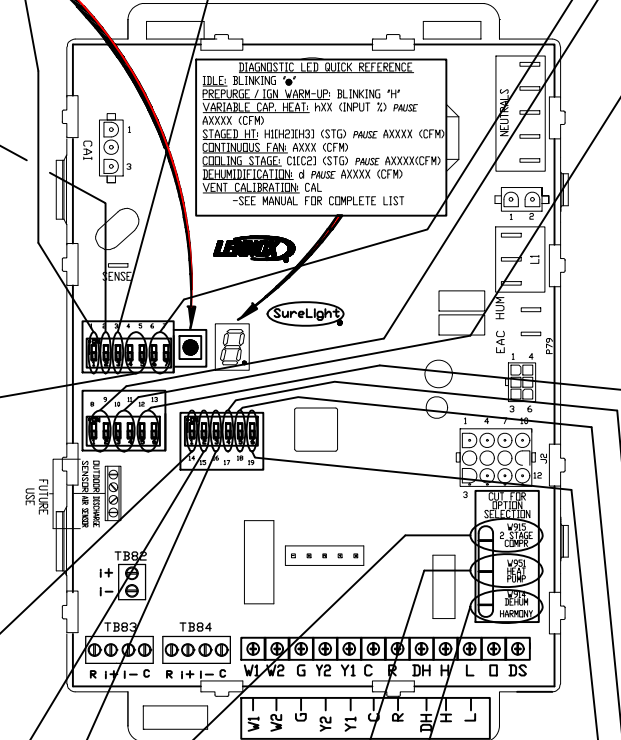 DIAGNOSTIC LED QUICK REFERENCE
IDLE: BLINKING "●"
PREPURGE / IGN WARM-UP: BLINKING "H"
VARIABLE CAP. HEAT: hXX (INPUT %) PAUSE
AXXXX (CFM)
STAGED HT: H1[H2][H3] (STG) PAUSE AXXXX (CFM)
CONTINUOUS FAN: AXXX (CFM)
COOLING STAGE: C1[C2] (STG) PAUSE AXXXX(CFM)
DEHUMIDIFICATION: d PAUSE AXXXX (CFM)
VENT CALIBRATION: CAL
-SEE MANUAL FOR COMPLETE LIST
NEUTRALS
CAI
1
3
1 2
L1
SENSE
LENNOX
SureLight
EAC HUM
P79
1 2 3 4 5 6 7
1 4
3 6
8 9 10 11 12 13
14 15 16 17 18 19
1 4 7 10
J2
3
12
FUTURE
USE
OUTDOOR
SENSOR
DISCHARGE
AIR SENSOR
CUT FOR
OPTION
SELECTION
W915
2 STAGE
COMPR
W951
HEAT
PUMP
W914
DEHUM
HARMONY
TB82
i+
i-
TB83
R i+ i- C
TB84
R i+ i- C
W1 W2 G Y2 Y1 C R DH H L O DS
W1 W2 G Y2 Y1 C R DH H L